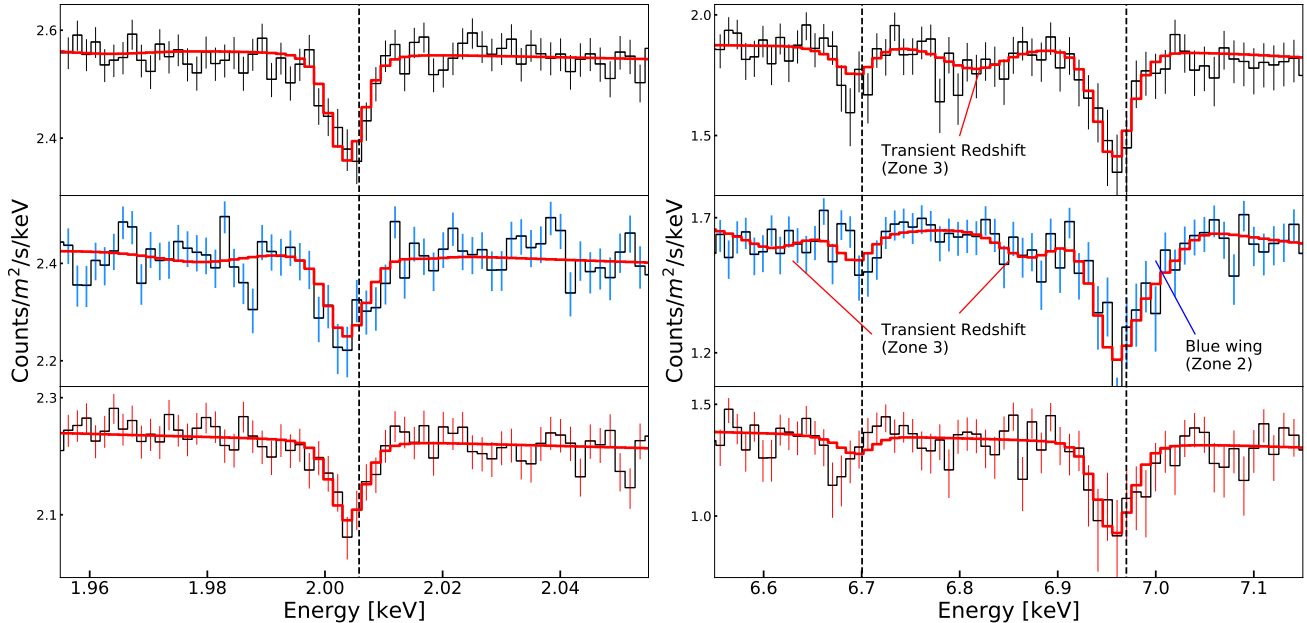 2.6
2.4
2.4
2.2
2.3
2.1
Counts/m²/s/keV
1.96
1.98
2.00
2.02
2.04
Energy [keV]
2.0
1.5
Transient Redshift
(Zone 3)
1.7
1.2
Transient Redshift
(Zone 3)
Blue wing
(Zone 2)
1.5
1.0
Counts/m²/s/keV
6.6
6.7
6.8
6.9
7.0
7.1
Energy [keV]